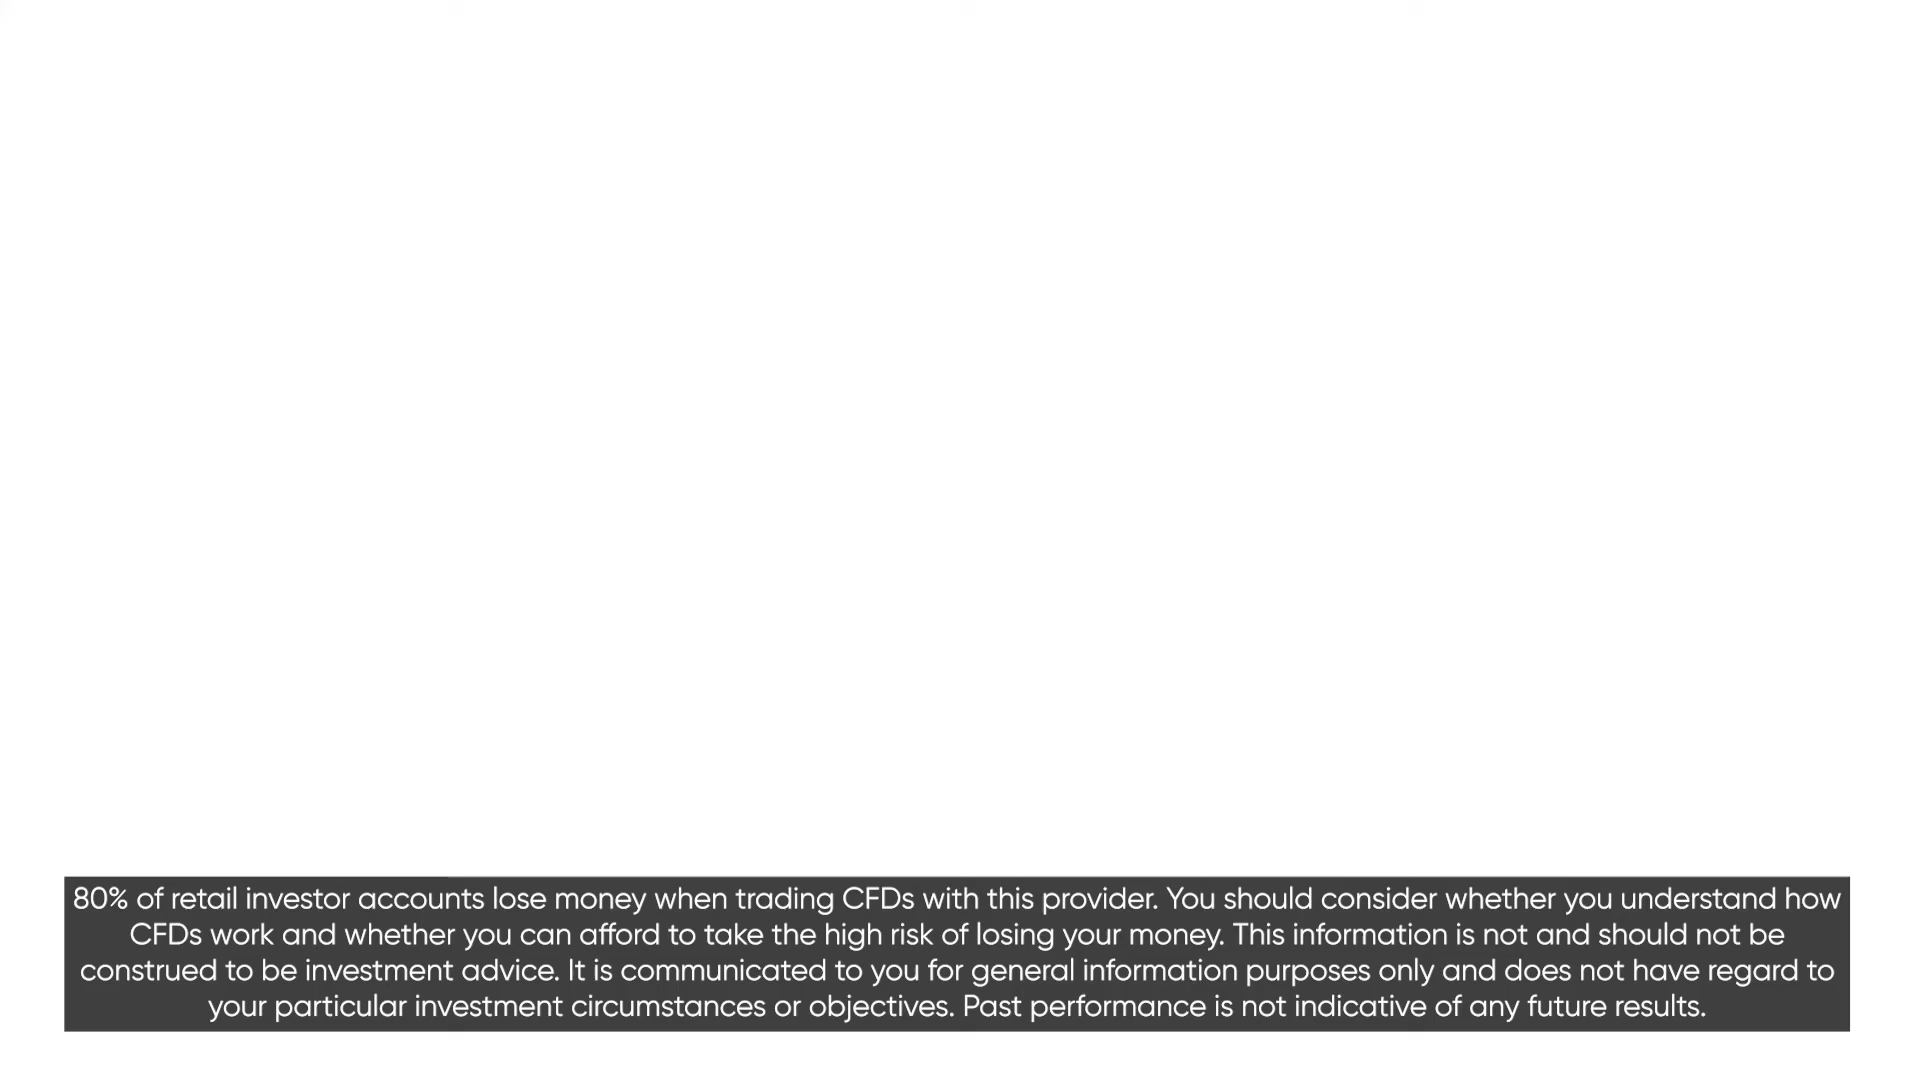 80% of retail investor accounts lose money when trading CFDs with this provider. You should consider whether you understand how
CFDs work and whether you can afford to take the high risk of losing your money. This information is not and should not be
construed to be investment advice. It is communicated to you for general information purposes only and does not have regard to
your particular investment circumstances or objectives. Past performance is not indicative of any future results.